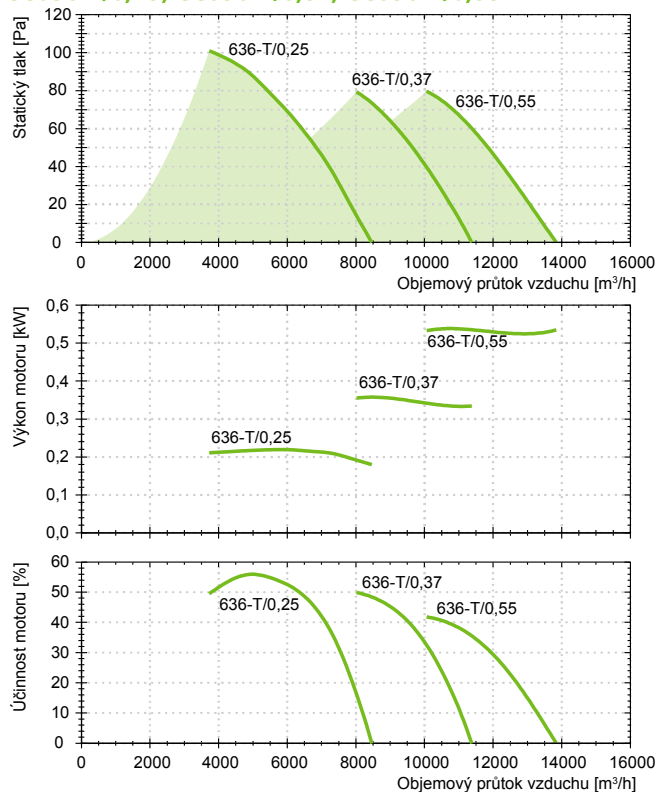 Statický tlak [Pa]
120
100
80
60
40
20
0
636-T/0,25
636-T/0,37
636-T/0,55
0 2000 4000 6000 8000 10000 12000 14000 16000
Objemový průtok vzduchu [m³/h]
Výkon motoru [kW]
0,6
0,5
0,4
0,3
0,2
0,1
0,0
636-T/0,55
636-T/0,37
636-T/0,25
Účinnost motoru [%]
60
50
40
30
20
10
0
636-T/0,37
636-T/0,25
636-T/0,55
0 2000 4000 6000 8000 10000 12000 14000 16000
Objemový průtok vzduchu [m³/h]